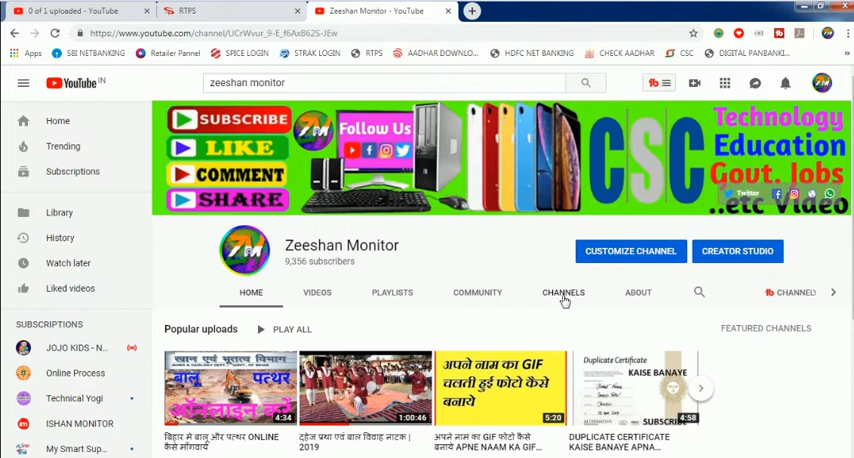 0 of 1 uploaded - YouTube
RTPS
Zeeshan Monitor - YouTube
https://www.youtube.com/channel/UCrWvur_9-E_f6AxB62S-JEw
Apps
SBI NETBANKING
Retailer Panel
SPICE LOGIN
STRAK LOGIN
RTPS
AADHAR DOWNLO...
HDFC NET BANKING
CHECK AADHAR
CSC
DIGITAL PANBANKI...
YouTube IN
zeeshan monitor
SUBSCRIBE
LIKE
COMMENT
SHARE
ZM
Follow Us
CSC
Technology
Education
Govt. Jobs
..etc Video
Twitter
Home
Trending
Subscriptions
Library
History
Watch later
Liked videos
SUBSCRIPTIONS
JOJO KIDS - N...
Online Process
Technical Yogi
ISHAN MONITOR
My Smart Sup...
ZM
Zeeshan Monitor
9,356 subscribers
CUSTOMIZE CHANNEL
CREATOR STUDIO
HOME
VIDEOS
PLAYLISTS
COMMUNITY
CHANNELS
ABOUT
CHANNELY
Popular uploads
PLAY ALL
FEATURED CHANNELS
खान एवं भूतत्व विभाग
बालू पत्थर
ऑनलाइन करें
4:34
बिहार मे बालू और पत्थर ONLINE
कैसे मँगवाये
1:00:46
दहेज प्रथा एवं बाल विवाह नाटक |
2019
अपने नाम का GIF
चलती हुई फोटो कैसे
बनाये
5:20
अपने नाम का GIF फोटो कैसे
बनाये APNE NAAM KA GIF...
Duplicate Certificate
KAISE BANAYE
SUBSCRIBE
4:58
DUPLICATE CERTIFICATE
KAISE BANAYE APNA...